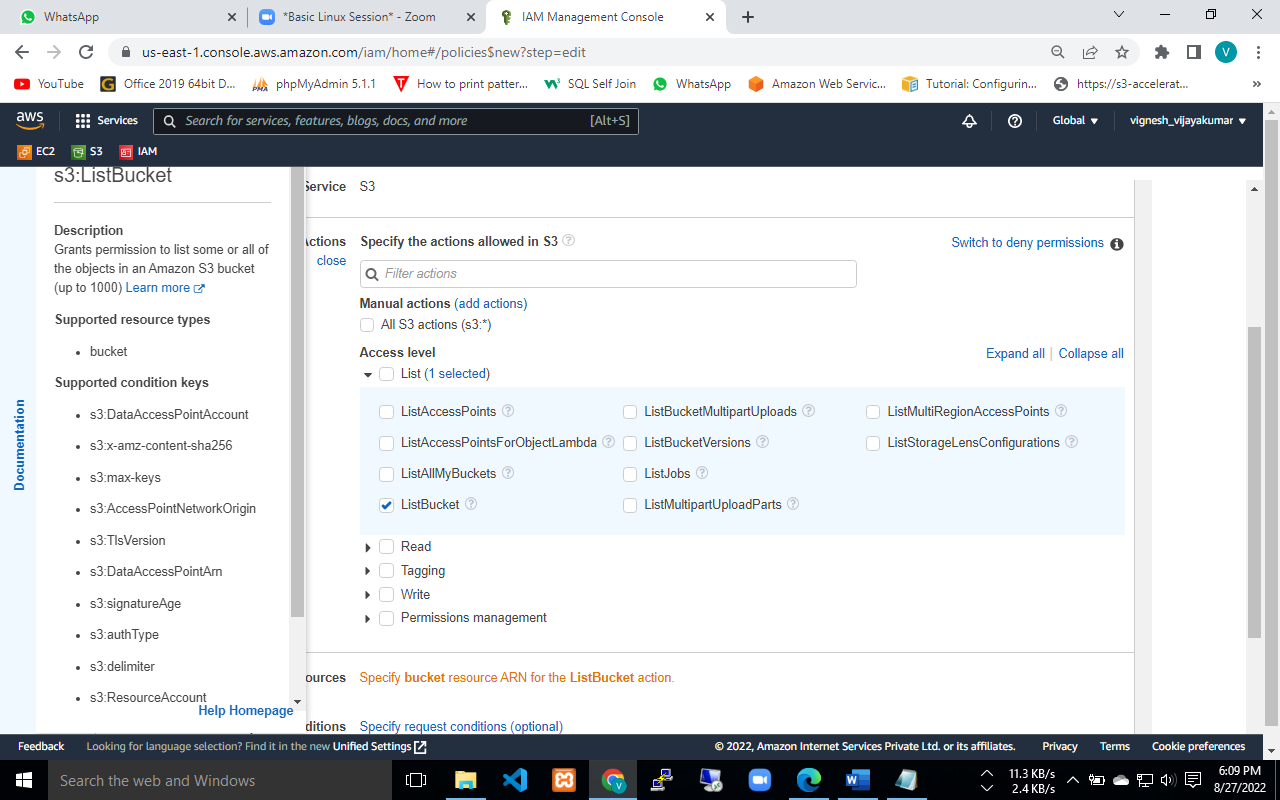 WhatsApp
*Basic Linux Session* - Zoom
IAM Management Console
us-east-1.console.aws.amazon.com/iam/home#/policies$new?step=edit
V
YouTube
Office 2019 64bit D...
phpMyAdmin 5.1.1
How to print patter...
SQL Self Join
WhatsApp
Amazon Web Servic...
Tutorial: Configurin...
https://s3-accelerat...
aws
Services
Search for services, features, blogs, docs, and more [Alt+S]
Global
vignesh_vijayakumar
EC2
S3
IAM
Documentation
s3:ListBucket
Description
Grants permission to list some or all of
the objects in an Amazon S3 bucket
(up to 1000) Learn more
Supported resource types
bucket
Supported condition keys
s3:DataAccessPointAccount
s3:x-amz-content-sha256
s3:max-keys
s3:AccessPointNetworkOrigin
s3:TlsVersion
s3:DataAccessPointArn
s3:signatureAge
s3:authType
s3:delimiter
s3:ResourceAccount
Help Homepage
Service S3
Actions Specify the actions allowed in S3
close
Switch to deny permissions
Filter actions
Manual actions (add actions)
All S3 actions (s3:*)
Access level
Expand all | Collapse all
List (1 selected)
ListAccessPoints ListBucketMultipartUploads ListMultiRegionAccessPoints
ListAccessPointsForObjectLambda ListBucketVersions ListStorageLensConfigurations
ListAllMyBuckets ListJobs
ListBucket ListMultipartUploadParts
Read
Tagging
Write
Permissions management
ources Specify bucket resource ARN for the ListBucket action.
ditions Specify request conditions (optional)
Feedback Looking for language selection? Find it in the new Unified Settings © 2022, Amazon Internet Services Private Ltd. or its affiliates. Privacy Terms Cookie preferences
Search the web and Windows
11.3 KB/s
2.4 KB/s
6:09 PM
8/27/2022